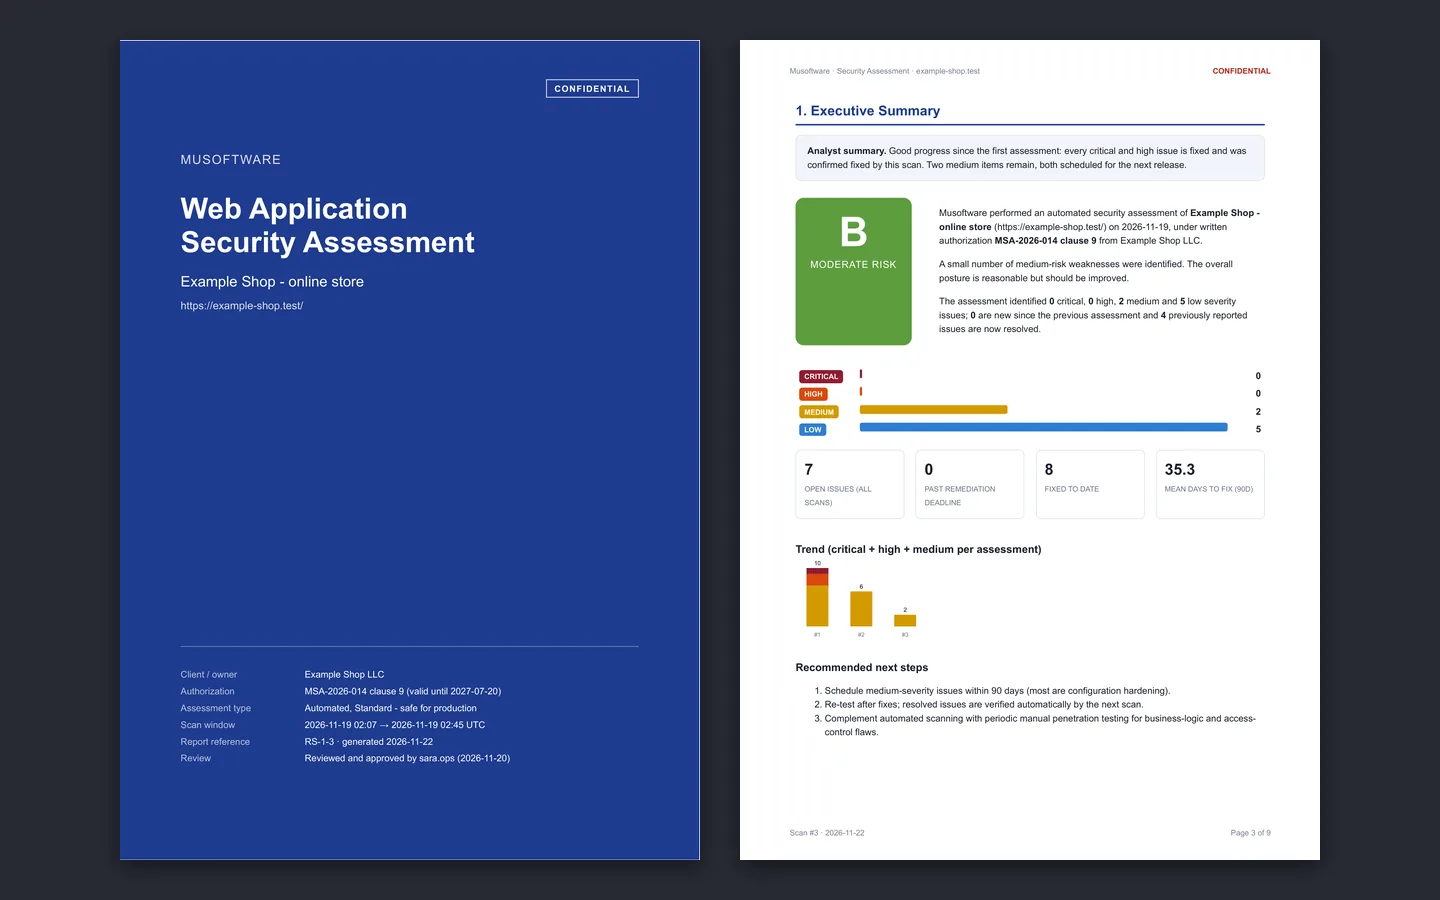 CONFIDENTIAL
MUSOFTWARE
Web Application
Security Assessment
Example Shop - online store
https://example-shop.test/
Client / owner Example Shop LLC
Authorization MSA-2026-014 clause 9 (valid until 2027-07-20)
Assessment type Automated, Standard - safe for production
Scan window 2026-11-19 02:07 → 2026-11-19 02:45 UTC
Report reference RS-1-3 · generated 2026-11-22
Review Reviewed and approved by sara.ops (2026-11-20)
Musoftware · Security Assessment · example-shop.test CONFIDENTIAL
1. Executive Summary
Analyst summary. Good progress since the first assessment: every critical and high issue is fixed and was
confirmed fixed by this scan. Two medium items remain, both scheduled for the next release.
B
MODERATE RISK
Musoftware performed an automated security assessment of Example Shop -
online store (https://example-shop.test/) on 2026-11-19, under written
authorization MSA-2026-014 clause 9 from Example Shop LLC.
A small number of medium-risk weaknesses were identified. The overall
posture is reasonable but should be improved.
The assessment identified 0 critical, 0 high, 2 medium and 5 low severity
issues; 0 are new since the previous assessment and 4 previously reported
issues are now resolved.
CRITICAL 0
HIGH 0
MEDIUM 2
LOW 5
7
OPEN ISSUES (ALL
SCANS)
0
PAST REMEDIATION
DEADLINE
8
FIXED TO DATE
35.3
MEAN DAYS TO FIX (90D)
Trend (critical + high + medium per assessment)
10
6
2
#1 #2 #3
Recommended next steps
1. Schedule medium-severity issues within 90 days (most are configuration hardening).
2. Re-test after fixes; resolved issues are verified automatically by the next scan.
3. Complement automated scanning with periodic manual penetration testing for business-logic and access-
control flaws.
Scan #3 · 2026-11-22 Page 3 of 9